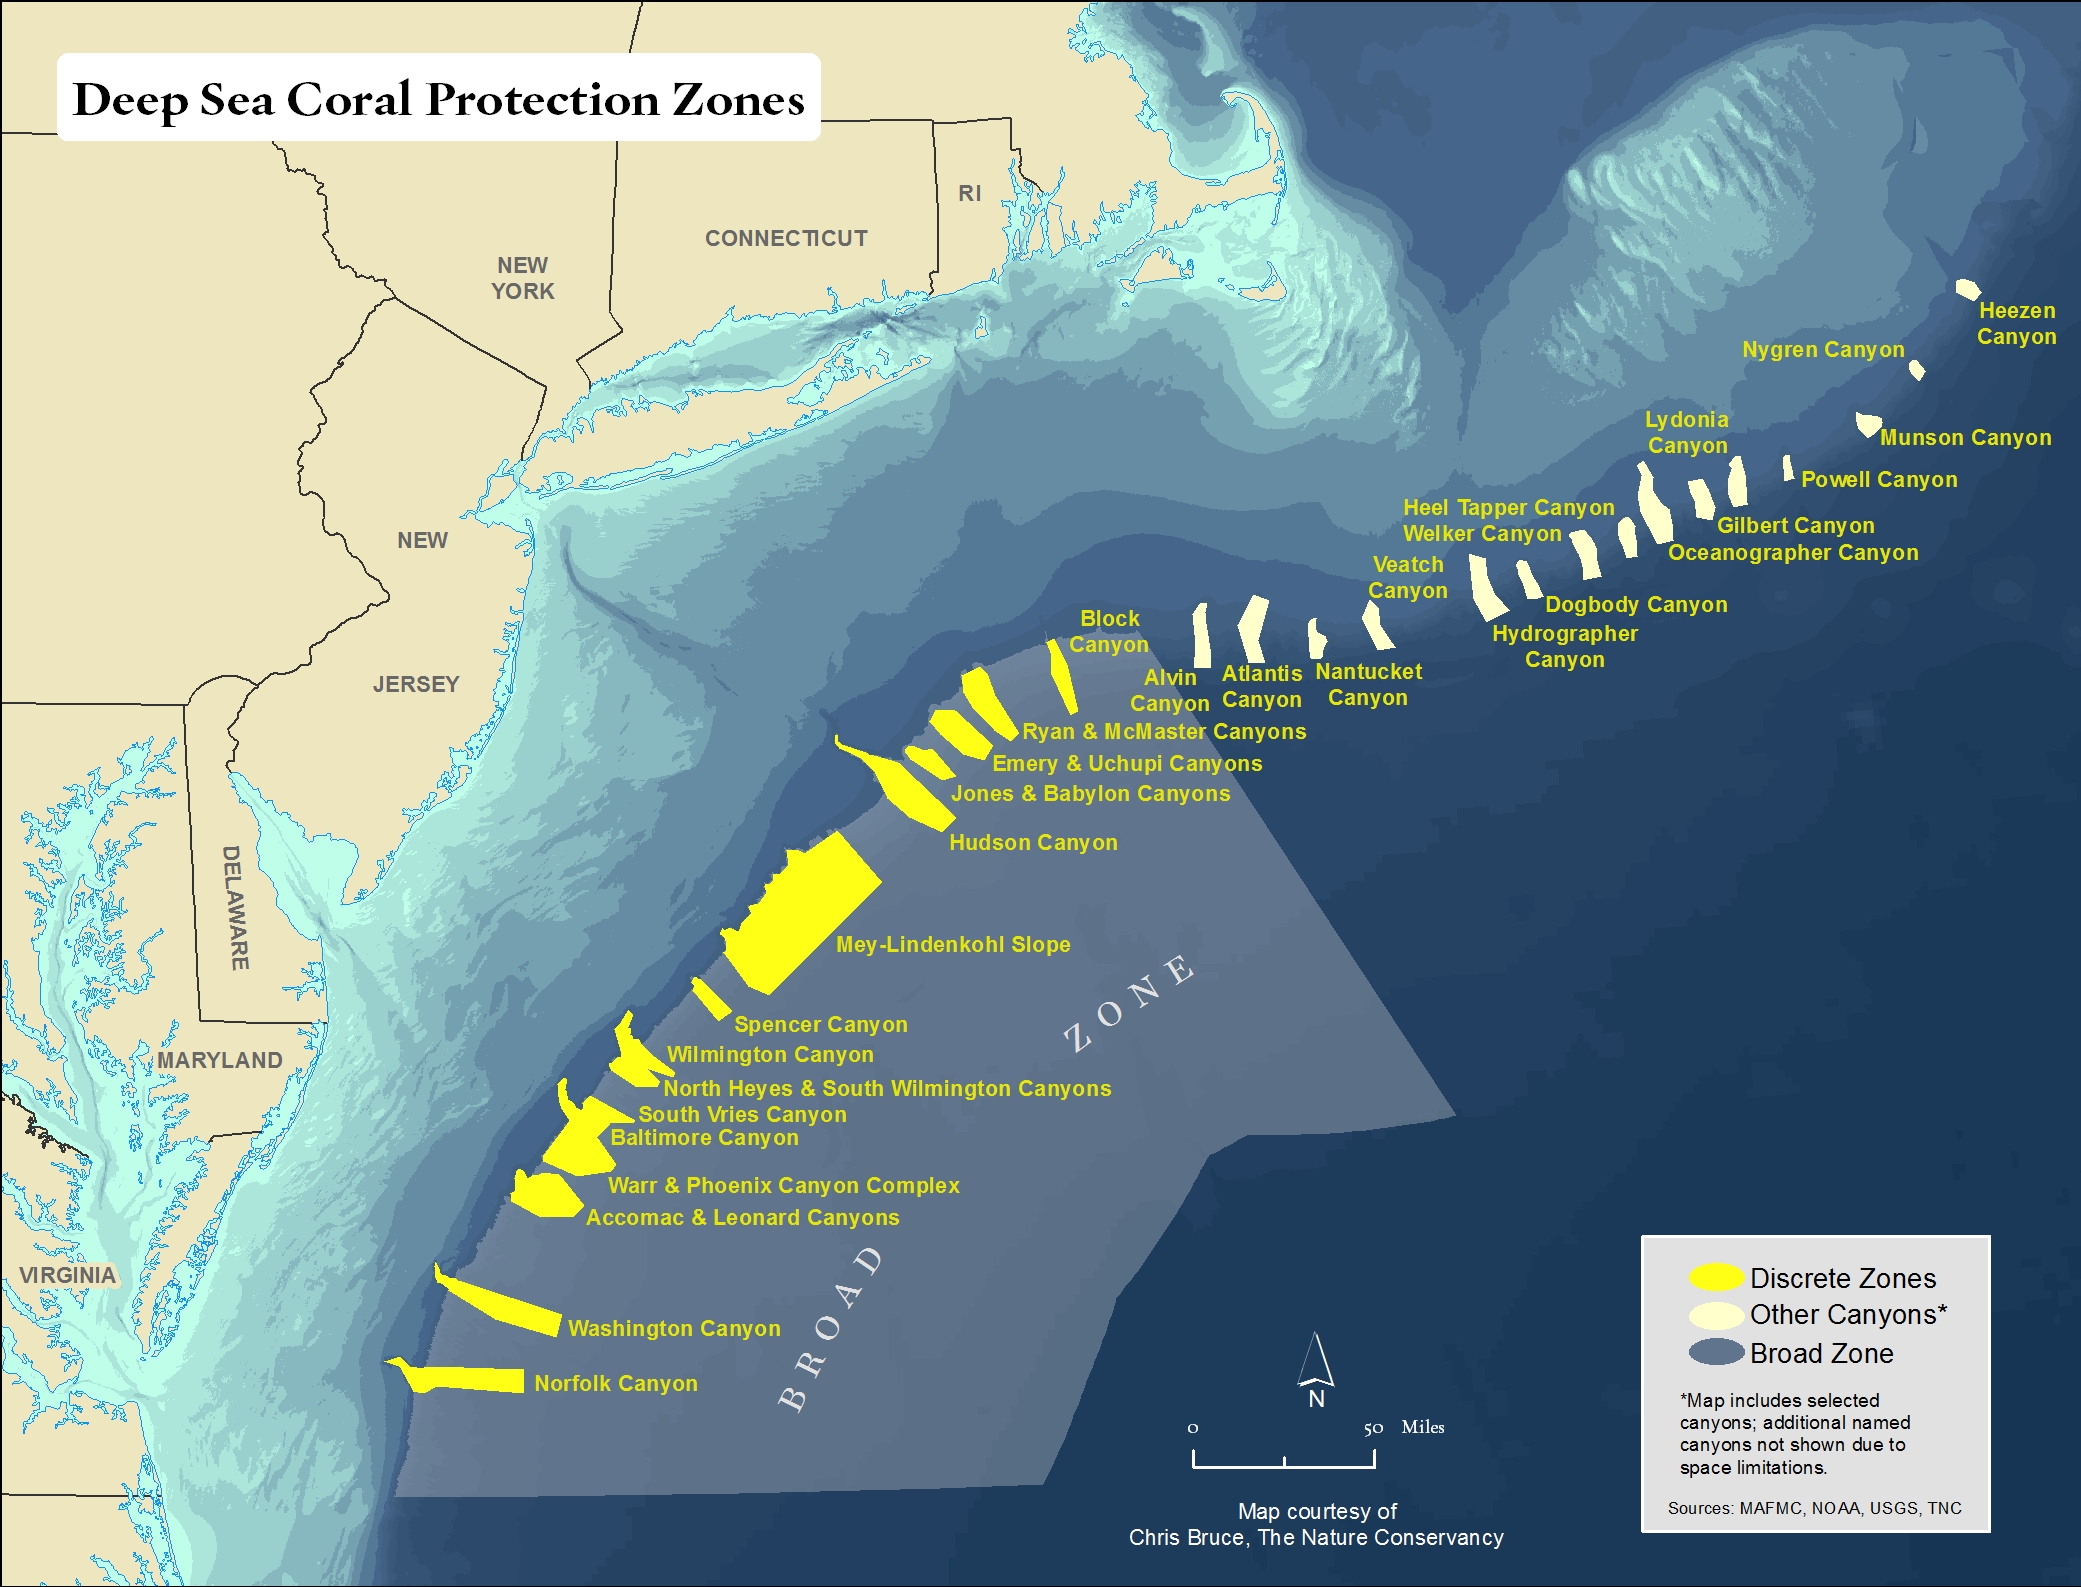 Deep Sea Coral Protection Zones
RI
CONNECTICUT
NEW
YORK
Heezen
Canyon
Nygren Canyon
Lydonia
Canyon
Munson Canyon
Powell Canyon
Heel Tapper Canyon
Welker Canyon
Gilbert Canyon
Oceanographer Canyon
NEW
JERSEY
Veatch
Canyon
Dogbody Canyon
Hydrographer
Canyon
Block
Canyon
Alvin
Canyon
Atlantis
Canyon
Nantucket
Canyon
Ryan & McMaster Canyons
Emery & Uchupi Canyons
Jones & Babylon Canyons
Hudson Canyon
DELAWARE
Mey-Lindenkohl Slope
Spencer Canyon
MARYLAND
Wilmington Canyon
North Heyes & South Wilmington Canyons
South Vries Canyon
Baltimore Canyon
Warr & Phoenix Canyon Complex
Accomac & Leonard Canyons
VIRGINIA
Washington Canyon
Norfolk Canyon
BROAD
ZONE
Discrete Zones
Other Canyons*
Broad Zone
*Map includes selected
canyons; additional named
canyons not shown due to
space limitations.
Sources: MAFMC, NOAA, USGS, TNC
N
0 50 Miles
Map courtesy of
Chris Bruce, The Nature Conservancy